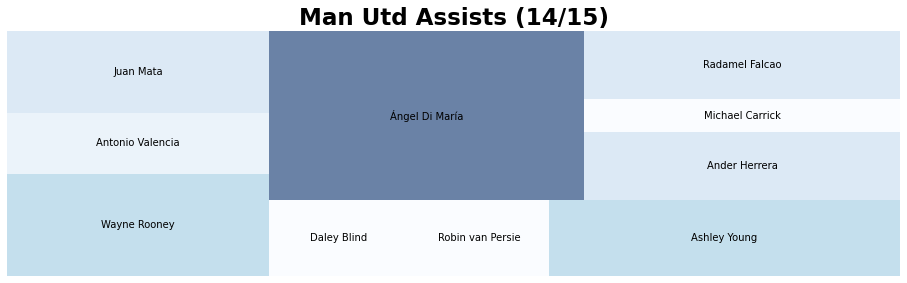 Man Utd Assists (14/15)
Juan Mata
Antonio Valencia
Wayne Rooney
Ángel Di María
Daley Blind
Robin van Persie
Radamel Falcao
Michael Carrick
Ander Herrera
Ashley Young